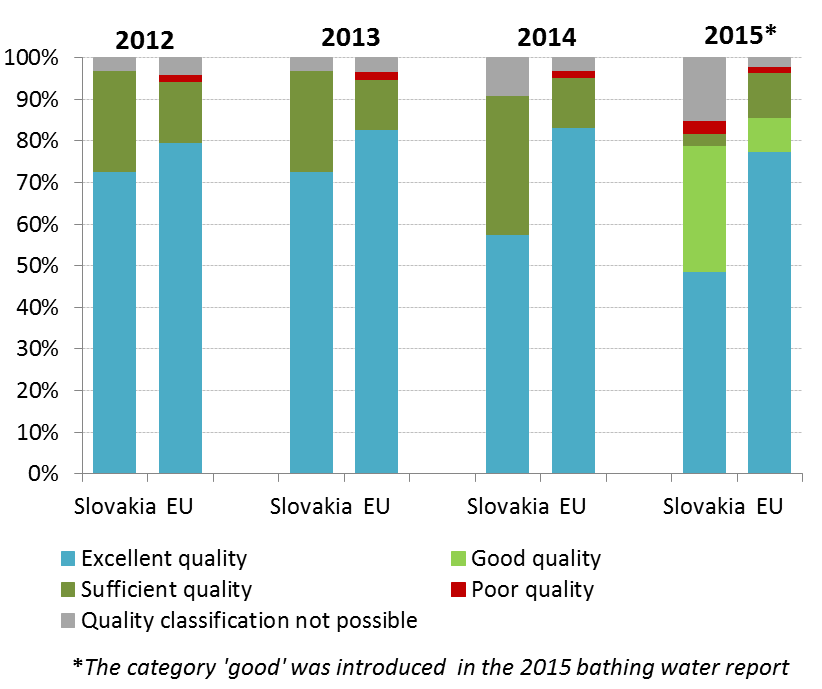 2012 2013 2014 2015*
100%
90%
80%
70%
60%
50%
40%
30%
20%
10%
0%
Slovakia EU Slovakia EU Slovakia EU Slovakia EU
Excellent quality Good quality
Sufficient quality Poor quality
Quality classification not possible
*The category 'good' was introduced in the 2015 bathing water report